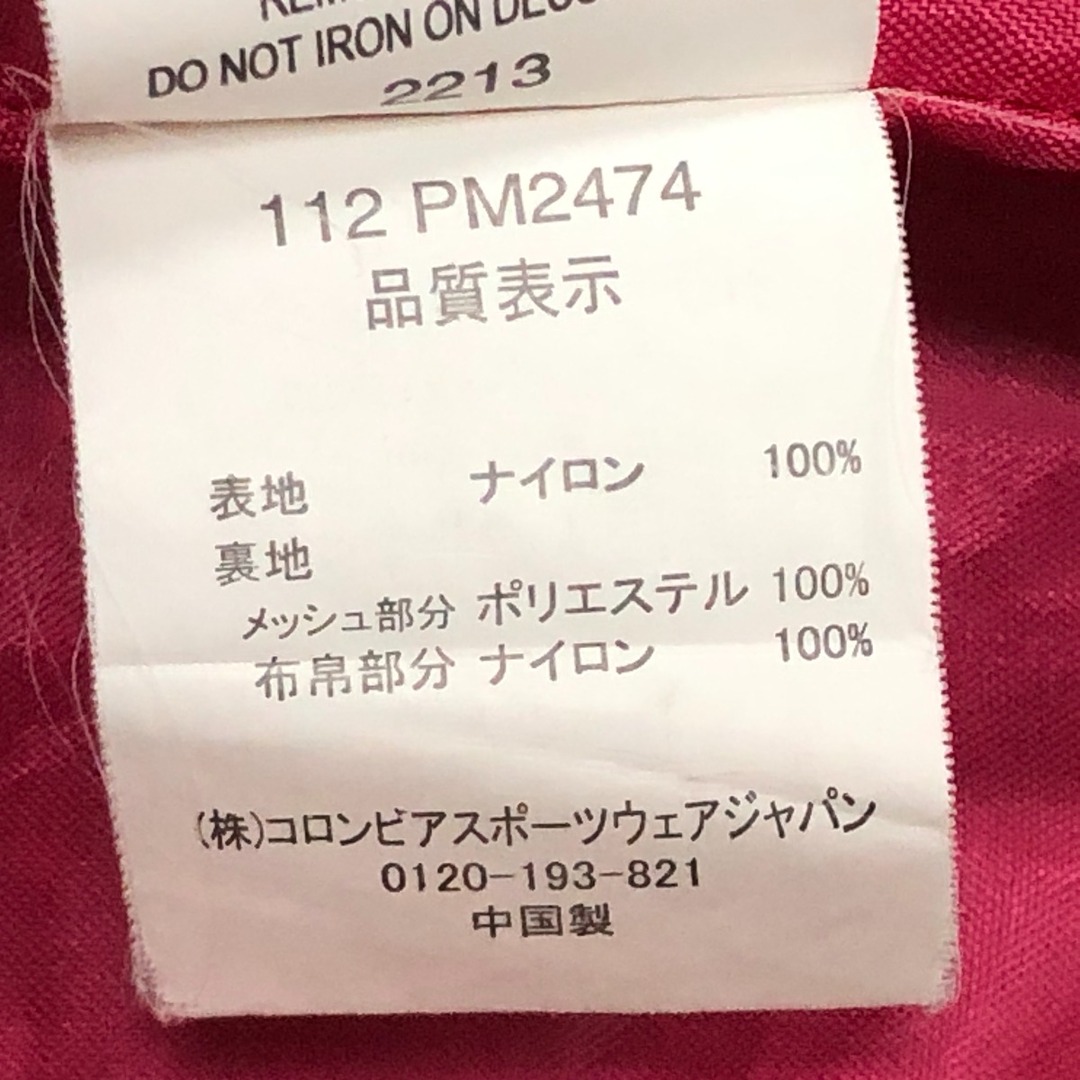 DO NOT IRON ON
2213
112 PM2474
品質表示
表地 ナイロン 100%
裏地
メッシュ部分 ポリエステル 100%
布帛部分 ナイロン 100%
(株)コロンビアスポーツウェアジャパン
0120-193-821
中国製